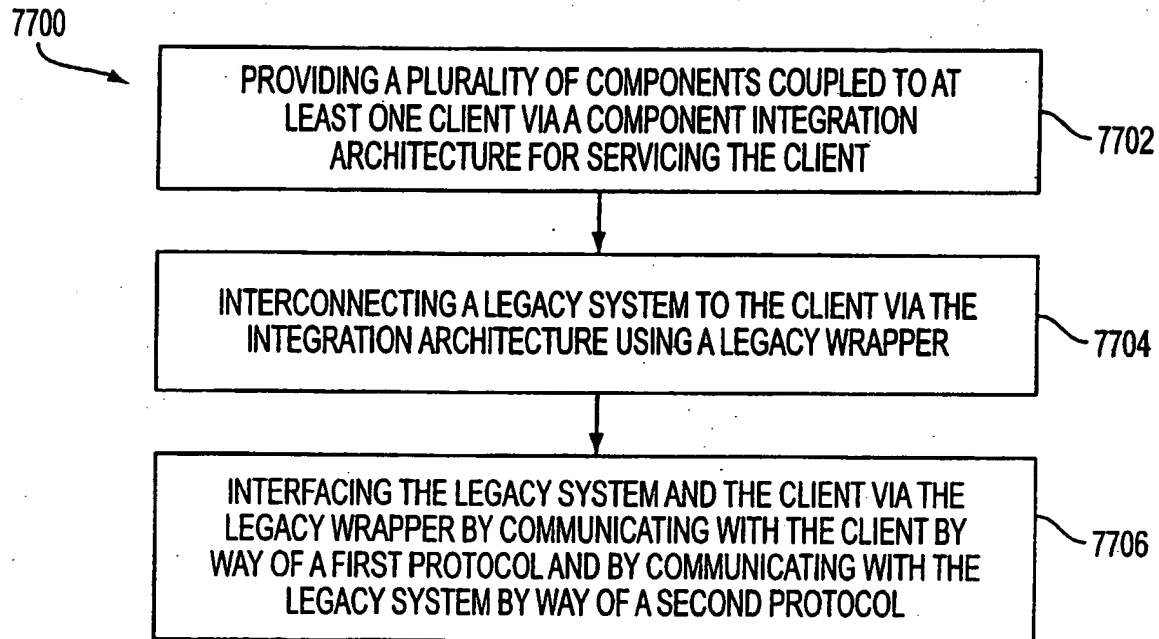 7700
PROVIDING A PLURALITY OF COMPONENTS COUPLED TO AT
LEAST ONE CLIENT VIA A COMPONENT INTEGRATION
ARCHITECTURE FOR SERVICING THE CLIENT
7702
INTERCONNECTING A LEGACY SYSTEM TO THE CLIENT VIA THE
INTEGRATION ARCHITECTURE USING A LEGACY WRAPPER
7704
INTERFACING THE LEGACY SYSTEM AND THE CLIENT VIA THE
LEGACY WRAPPER BY COMMUNICATING WITH THE CLIENT BY
WAY OF A FIRST PROTOCOL AND BY COMMUNICATING WITH THE
LEGACY SYSTEM BY WAY OF A SECOND PROTOCOL
7706